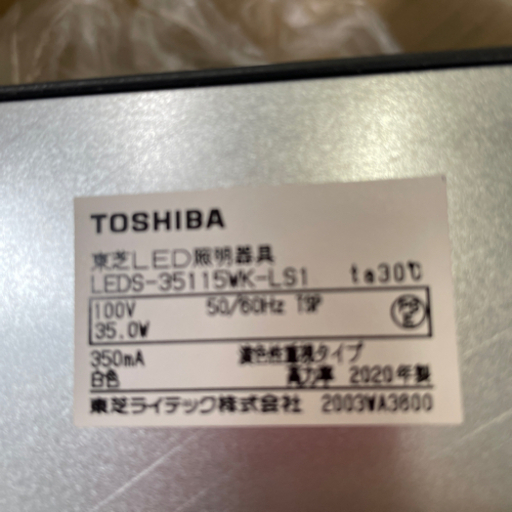 TOSHIBA
東芝LED照明器具
LEDS-35115WK-LS1 ta30℃
100V 50/60Hz TSP
35.0W
350mA 演色性重視タイプ
白色 高力率 2020年製
東芝ライテック株式会社 2003WA3800